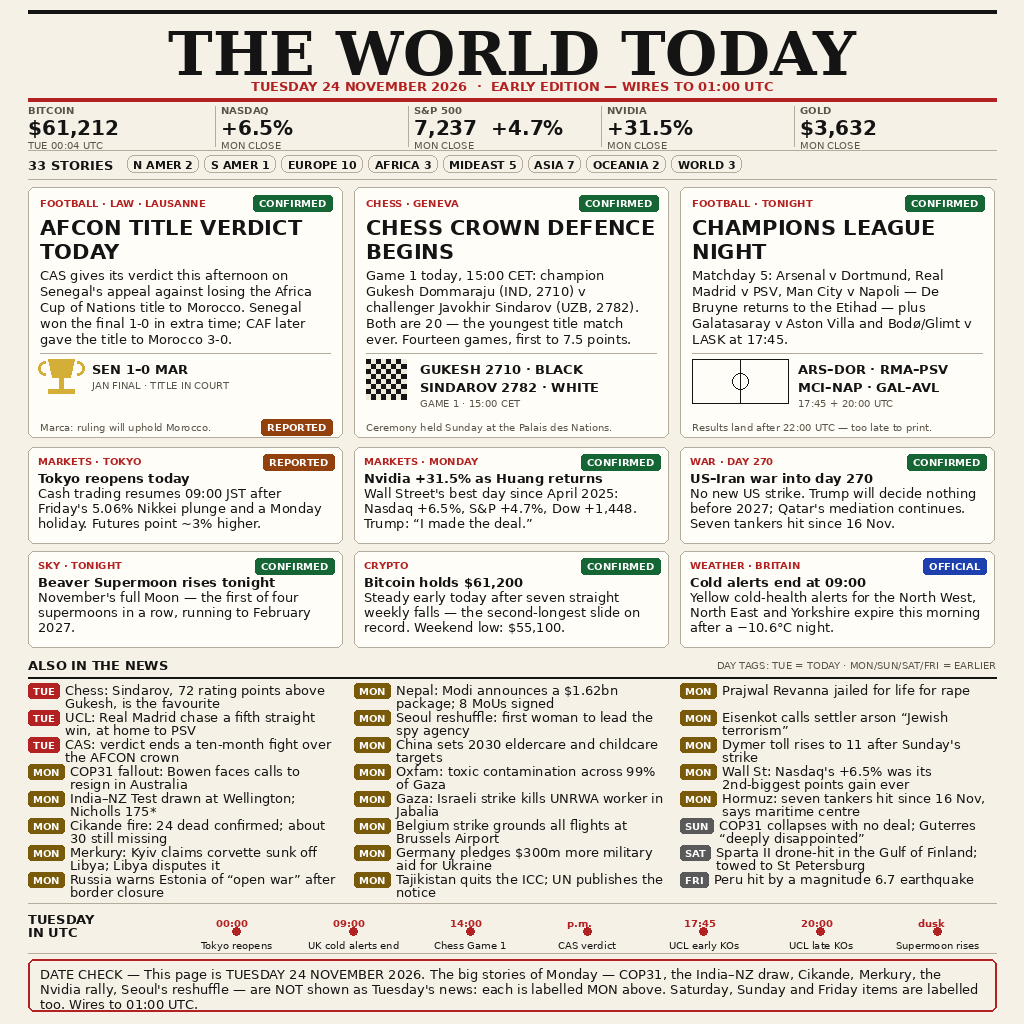 THE WORLD TODAY
TUESDAY 24 NOVEMBER 2026 · EARLY EDITION — WIRES TO 01:00 UTC
BITCOIN
$61,212
TUE 00:04 UTC
NASDAQ
+6.5%
MON CLOSE
S&P 500
7,237 +4.7%
MON CLOSE
NVIDIA
+31.5%
MON CLOSE
GOLD
$3,632
MON CLOSE
33 STORIES
N AMER 2
S AMER 1
EUROPE 10
AFRICA 3
MIDEAST 5
ASIA 7
OCEANIA 2
WORLD 3
FOOTBALL · LAW · LAUSANNE
CONFIRMED
AFCON TITLE VERDICT
TODAY
CAS gives its verdict this afternoon on
Senegal's appeal against losing the Africa
Cup of Nations title to Morocco. Senegal
won the final 1-0 in extra time; CAF later
gave the title to Morocco 3-0.
SEN 1–0 MAR
JAN FINAL · TITLE IN COURT
Marca: ruling will uphold Morocco.
REPORTED
CHESS · GENEVA
CONFIRMED
CHESS CROWN DEFENCE
BEGINS
Game 1 today, 15:00 CET: champion
Gukesh Dommaraju (IND, 2710) v
challenger Javokhir Sindarov (UZB, 2782).
Both are 20 — the youngest title match
ever. Fourteen games, first to 7.5 points.
GUKESH 2710 · BLACK
SINDAROV 2782 · WHITE
GAME 1 · 15:00 CET
Ceremony held Sunday at the Palais des Nations.
FOOTBALL · TONIGHT
CONFIRMED
CHAMPIONS LEAGUE
NIGHT
Matchday 5: Arsenal v Dortmund, Real
Madrid v PSV, Man City v Napoli — De
Bruyne returns to the Etihad — plus
Galatasaray v Aston Villa and Bodø/Glimt v
LASK at 17:45.
ARS–DOR · RMA–PSV
MCI–NAP · GAL–AVL
17:45 + 20:00 UTC
Results land after 22:00 UTC — too late to print.
MARKETS · TOKYO
REPORTED
Tokyo reopens today
Cash trading resumes 09:00 JST after
Friday's 5.06% Nikkei plunge and a Monday
holiday. Futures point ~3% higher.
MARKETS · MONDAY
CONFIRMED
Nvidia +31.5% as Huang returns
Wall Street's best day since April 2025:
Nasdaq +6.5%, S&P +4.7%, Dow +1,448.
Trump: “I made the deal.”
WAR · DAY 270
CONFIRMED
US–Iran war into day 270
No new US strike. Trump will decide nothing
before 2027; Qatar's mediation continues.
Seven tankers hit since 16 Nov.
SKY · TONIGHT
CONFIRMED
Beaver Supermoon rises tonight
November's full Moon — the first of four
supermoons in a row, running to February
2027.
CRYPTO
CONFIRMED
Bitcoin holds $61,200
Steady early today after seven straight
weekly falls — the second-longest slide on
record. Weekend low: $55,100.
WEATHER · BRITAIN
OFFICIAL
Cold alerts end at 09:00
Yellow cold-health alerts for the North West,
North East and Yorkshire expire this morning
after a −10.6°C night.
ALSO IN THE NEWS
DAY TAGS: TUE = TODAY · MON/SUN/SAT/FRI = EARLIER
TUE Chess: Sindarov, 72 rating points above
Gukesh, is the favourite
TUE UCL: Real Madrid chase a fifth straight
win, at home to PSV
TUE CAS: verdict ends a ten-month fight over
the AFCON crown
MON COP31 fallout: Bowen faces calls to
resign in Australia
MON India–NZ Test drawn at Wellington;
Nicholls 175*
MON Cikande fire: 24 dead confirmed; about
30 still missing
MON Merkury: Kyiv claims corvette sunk off
Libya; Libya disputes it
MON Russia warns Estonia of “open war” after
border closure
MON Nepal: Modi announces a $1.62bn
package; 8 MoUs signed
MON Seoul reshuffle: first woman to lead the
spy agency
MON China sets 2030 eldercare and childcare
targets
MON Oxfam: toxic contamination across 99%
of Gaza
MON Gaza: Israeli strike kills UNRWA worker in
Jabalia
MON Belgium strike grounds all flights at
Brussels Airport
MON Germany pledges $300m more military
aid for Ukraine
MON Tajikistan quits the ICC; UN publishes the
notice
MON Prajwal Revanna jailed for life for rape
MON Eisenkot calls settler arson “Jewish
terrorism”
MON Dymer toll rises to 11 after Sunday's
strike
MON Wall St: Nasdaq's +6.5% was its
2nd-biggest points gain ever
MON Hormuz: seven tankers hit since 16 Nov,
says maritime centre
SUN COP31 collapses with no deal; Guterres
“deeply disappointed”
SAT Sparta II drone-hit in the Gulf of Finland;
towed to St Petersburg
FRI Peru hit by a magnitude 6.7 earthquake
TUESDAY
IN UTC
00:00
Tokyo reopens
09:00
UK cold alerts end
14:00
Chess Game 1
p.m.
CAS verdict
17:45
UCL early KOs
20:00
UCL late KOs
dusk
Supermoon rises
DATE CHECK — This page is TUESDAY 24 NOVEMBER 2026. The big stories of Monday — COP31, the India–NZ draw, Cikande, Merkury, the
Nvidia rally, Seoul's reshuffle — are NOT shown as Tuesday's news: each is labelled MON above. Saturday, Sunday and Friday items are labelled
too. Wires to 01:00 UTC.